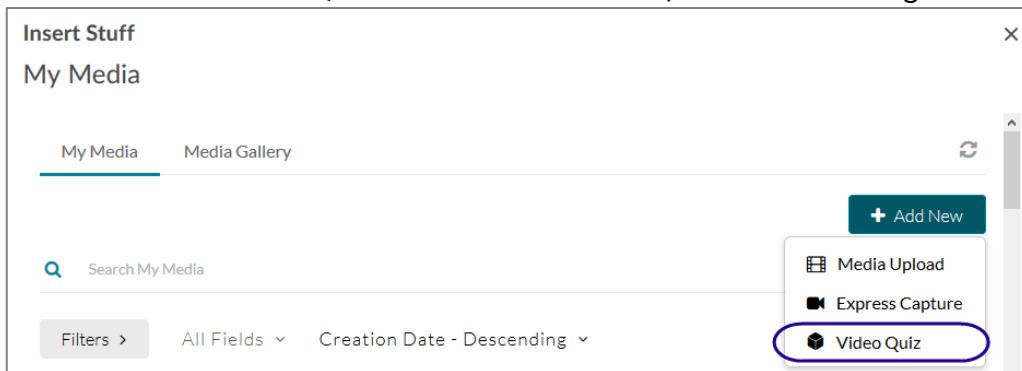 Insert Stuff
My Media
My Media Media Gallery
Add New
Search My Media
Media Upload
Express Capture
Filters > All Fields Creation Date - Descending
Video Quiz